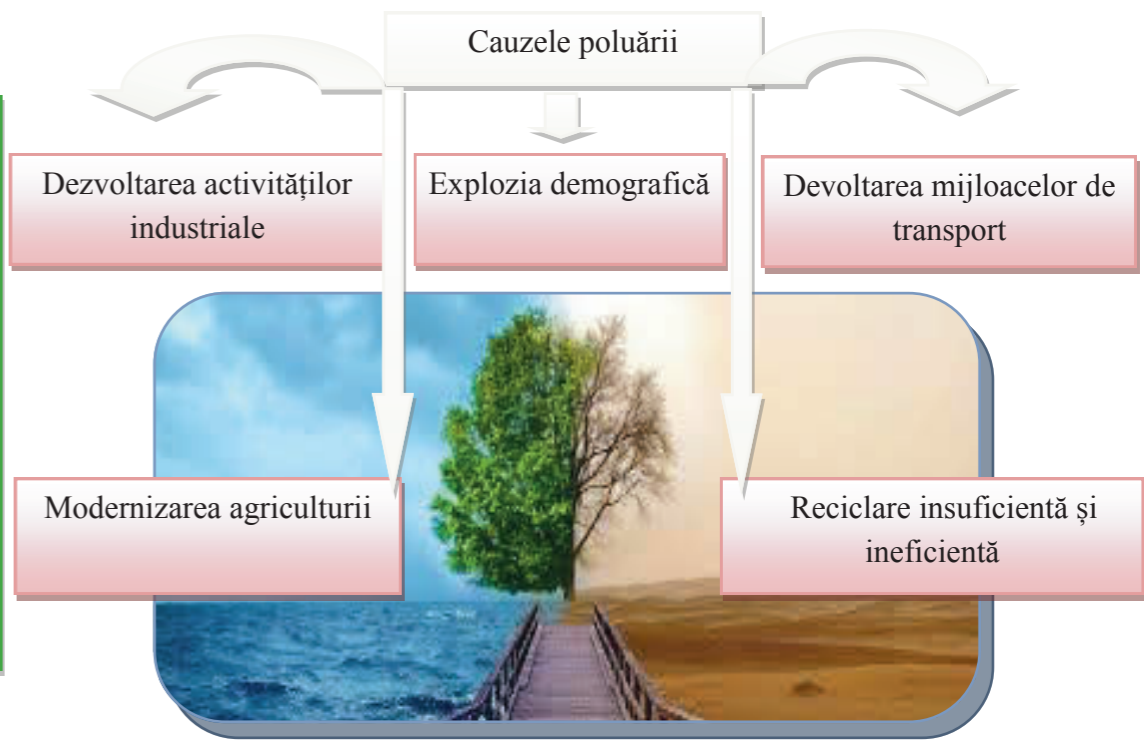 Cauzele poluării
Dezvoltarea activităților
industriale
Explozia demografică
Devoltarea mijloacelor de
transport
Modernizarea agriculturii
Reciclare insuficientă și
ineficientă